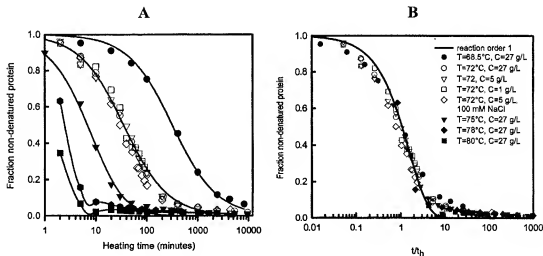 A
B
Fraction non-denatured protein
1.0
0.8
0.6
0.4
0.2
0.0
1
10
100
1000
10000
Heating time (minutes)
Fraction non-denatured protein
1.0
0.8
0.6
0.4
0.2
0.0
0.01
0.1
1
10
100
1000
t/th
reaction order 1
T=68.5°C, C=27 g/L
T=72°C, C=27 g/L
T=72, C=5 g/L
T=72°C, C=1 g/L
T=72°C, C=5 g/L,
100 mM NaCl
T=75°C, C=27 g/L
T=78°C, C=27 g/L
T=80°C, C=27 g/L